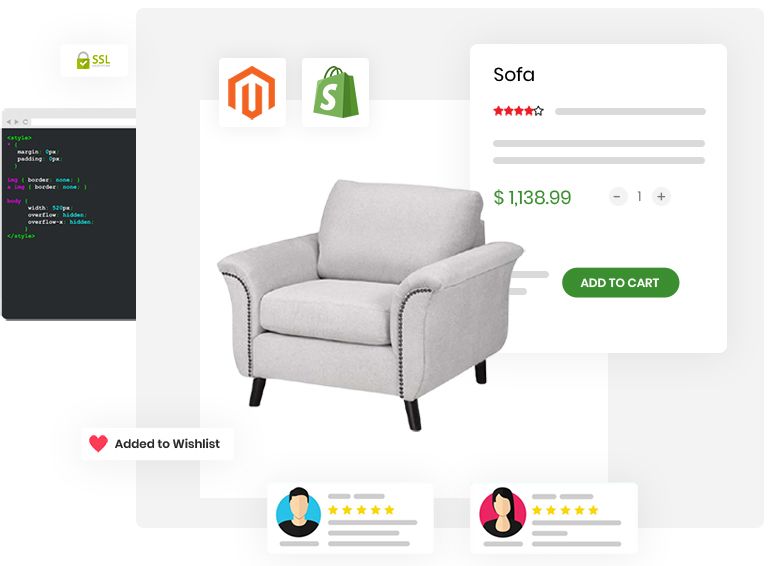 SSL
<style>
* {
margin: 0px;
padding: 0px;
}
img { border: none; }
a img { border: none; }
body {
width: 520px;
overflow: hidden;
overflow-x: hidden;
}
</style>
S
Sofa
$ 1,138.99
- 1 +
ADD TO CART
Added to Wishlist